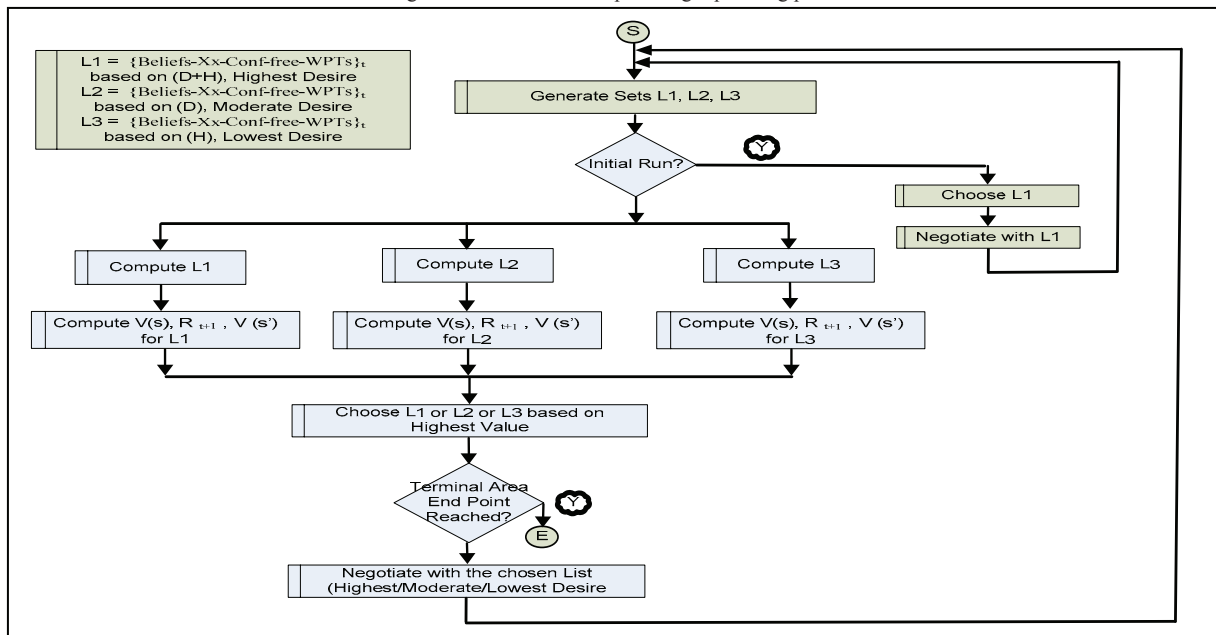 S
L1 = {Beliefs-Xx-Conf-free-WPTs}t
based on (D+H), Highest Desire
L2 = {Beliefs-Xx-Conf-free-WPTs}t
based on (D), Moderate Desire
L3 = {Beliefs-Xx-Conf-free-WPTs}t
based on (H), Lowest Desire
Generate Sets L1, L2, L3
Initial Run?
Y
Choose L1
Negotiate with L1
Compute L1
Compute L2
Compute L3
Compute V(s), R t+1 , V (s’)
for L1
Compute V(s), R t+1 , V (s’)
for L2
Compute V(s), R t+1 , V (s’)
for L3
Choose L1 or L2 or L3 based on
Highest Value
Terminal Area
End Point
Reached?
Y
E
Negotiate with the chosen List
(Highest/Moderate/Lowest Desire